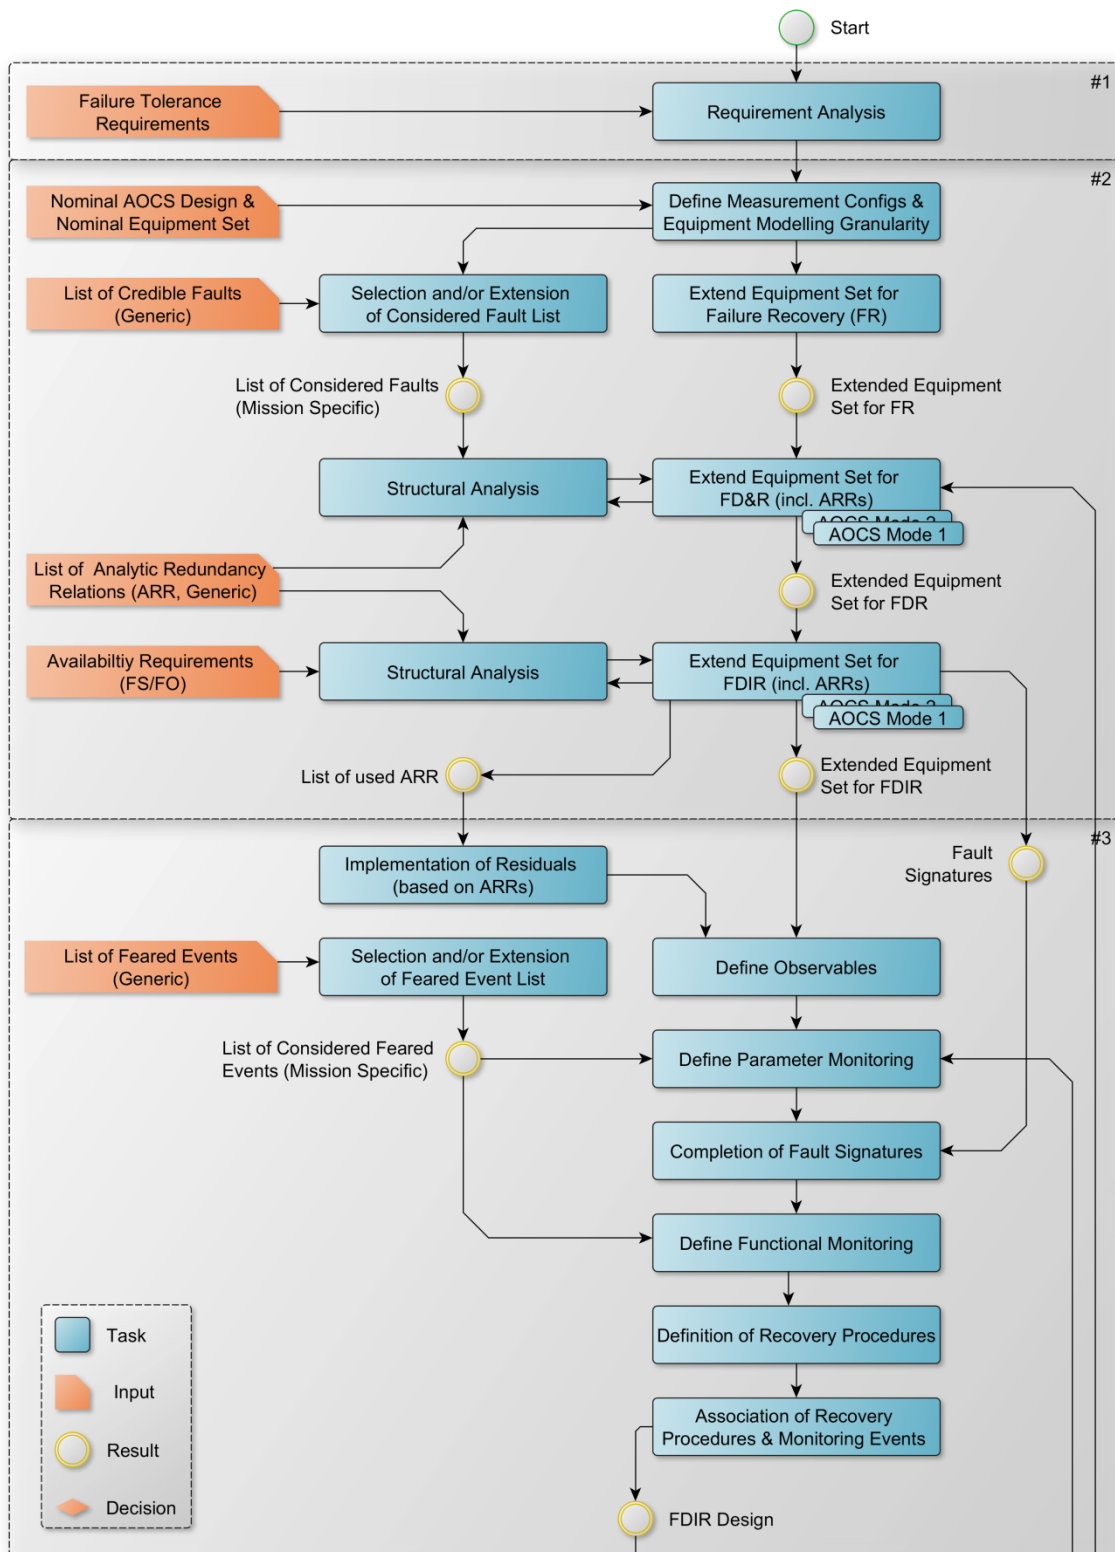 Start
#1
Failure Tolerance
Requirements
Requirement Analysis
#2
Nominal AOCS Design &
Nominal Equipment Set
Define Measurement Configs &
Equipment Modelling Granularity
List of Credible Faults
(Generic)
Selection and/or Extension
of Considered Fault List
Extend Equipment Set for
Failure Recovery (FR)
List of Considered Faults
(Mission Specific)
Extended Equipment
Set for FR
Structural Analysis
Extend Equipment Set for
FD&R (incl. ARRs)
AOCS Mode 2
AOCS Mode 1
List of Analytic Redundancy
Relations (ARR, Generic)
Extended Equipment
Set for FDR
Availabiltiy Requirements
(FS/FO)
Structural Analysis
Extend Equipment Set for
FDIR (incl. ARRs)
AOCS Mode 2
AOCS Mode 1
List of used ARR
Extended Equipment
Set for FDIR
#3
Implementation of Residuals
(based on ARRs)
Fault
Signatures
List of Feared Events
(Generic)
Selection and/or Extension
of Feared Event List
Define Observables
List of Considered Feared
Events (Mission Specific)
Define Parameter Monitoring
Completion of Fault Signatures
Define Functional Monitoring
Definition of Recovery Procedures
Association of Recovery
Procedures & Monitoring Events
FDIR Design
Task
Input
Result
Decision